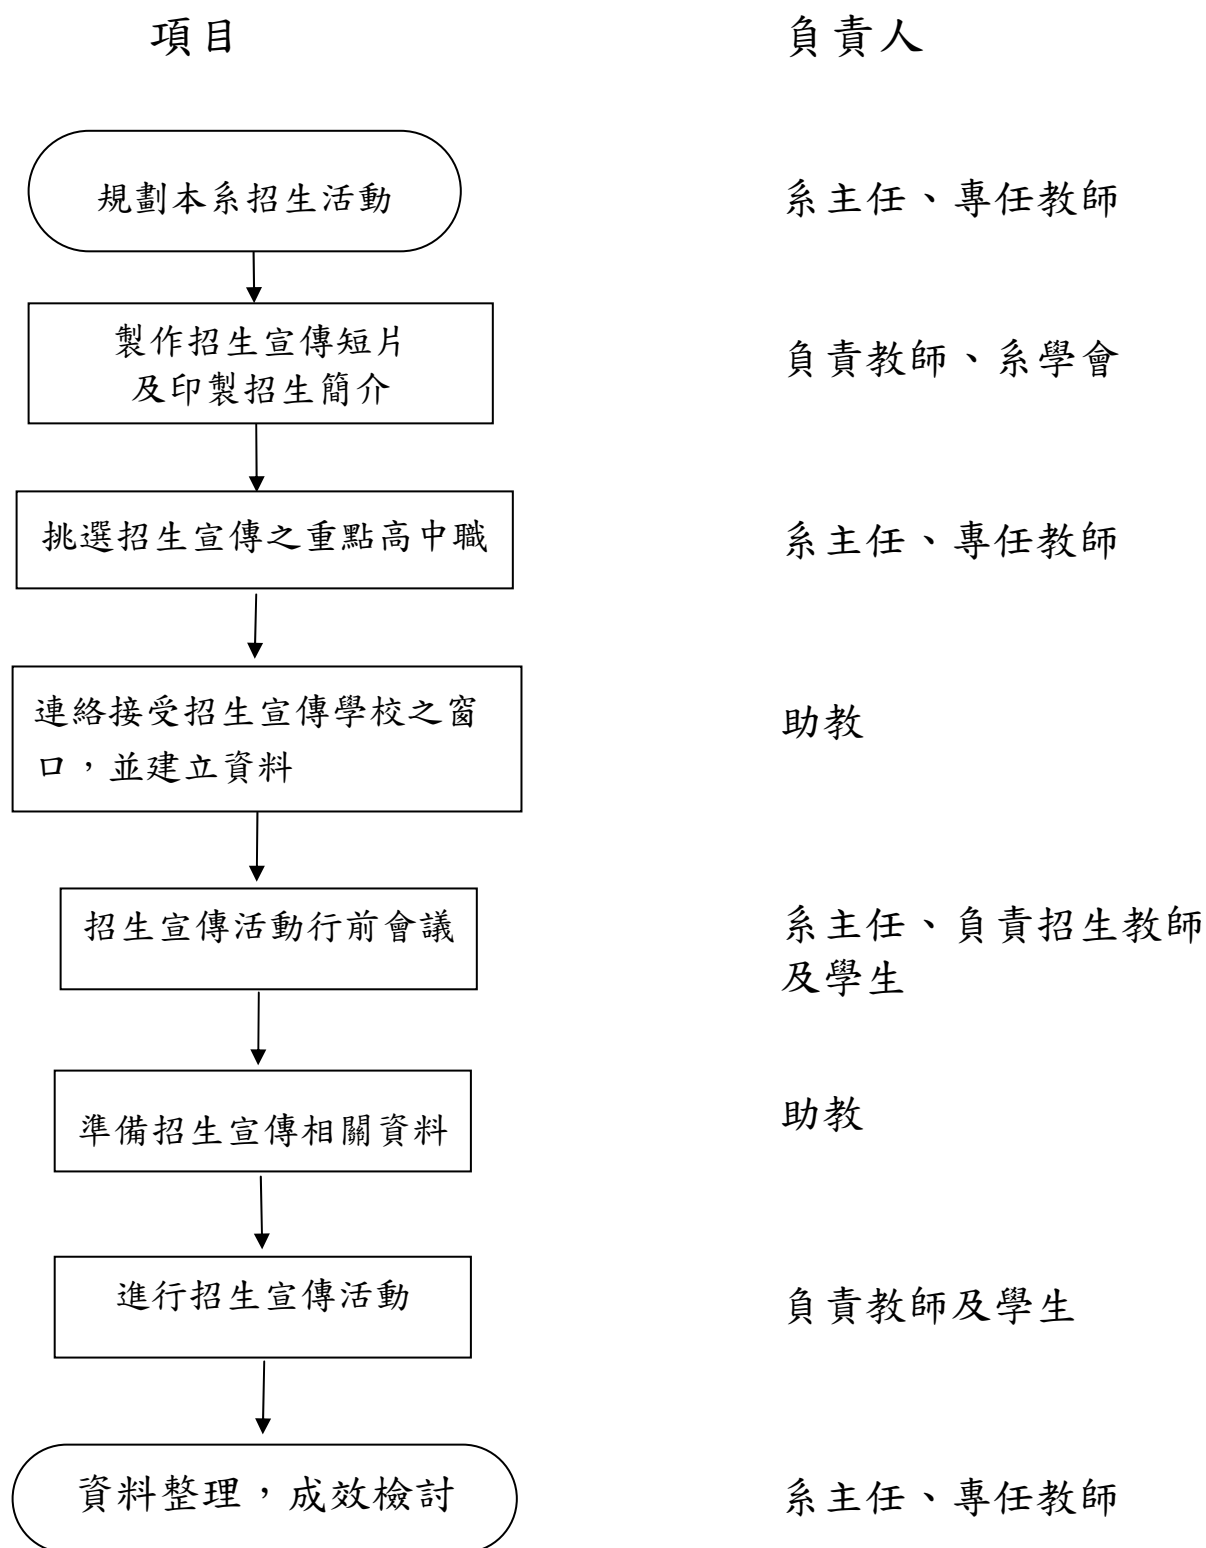 項目
負責人
規劃本系招生活動
系主任、專任教師
製作招生宣傳短片
及印製招生簡介
負責教師、系學會
挑選招生宣傳之重點高中職
系主任、專任教師
連絡接受招生宣傳學校之窗
口，並建立資料
助教
招生宣傳活動行前會議
系主任、負責招生教師
及學生
準備招生宣傳相關資料
助教
進行招生宣傳活動
負責教師及學生
資料整理，成效檢討
系主任、專任教師